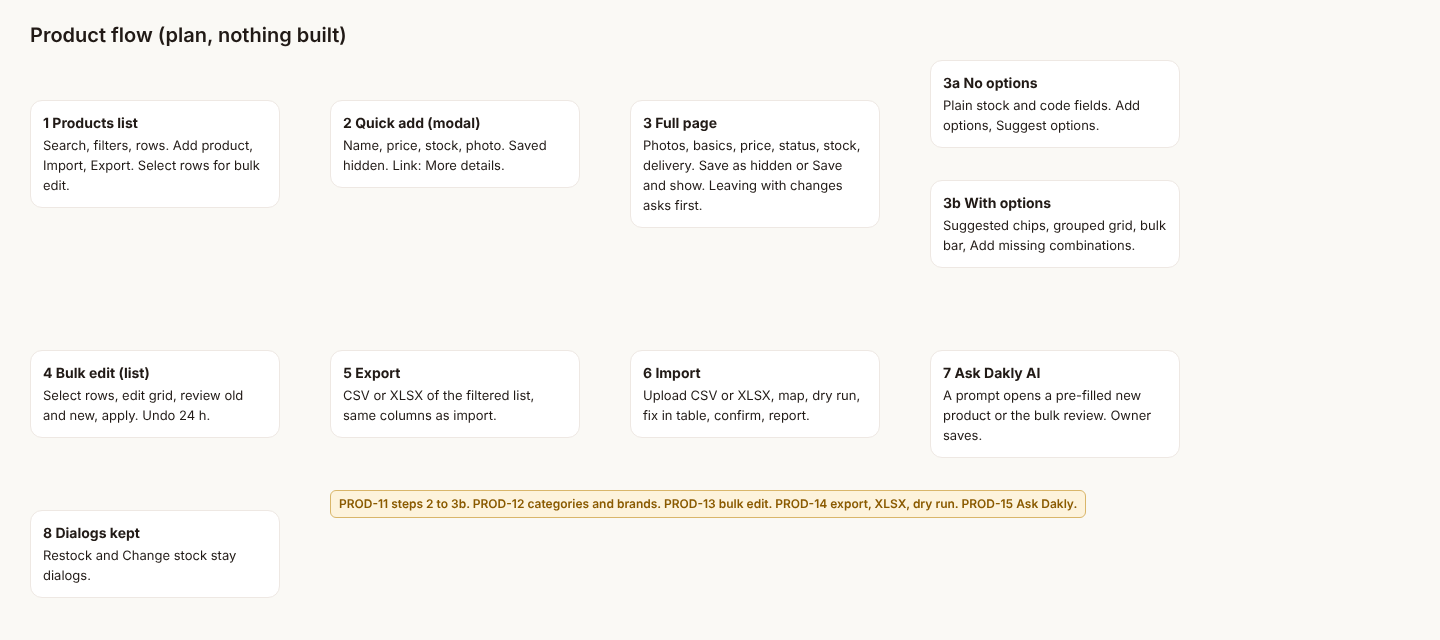 Product flow (plan, nothing built)
1 Products list
Search, filters, rows. Add product,
Import, Export. Select rows for bulk
edit.
2 Quick add (modal)
Name, price, stock, photo. Saved
hidden. Link: More details.
3 Full page
Photos, basics, price, status, stock,
delivery. Save as hidden or Save
and show. Leaving with changes
asks first.
3a No options
Plain stock and code fields. Add
options, Suggest options.
3b With options
Suggested chips, grouped grid, bulk
bar, Add missing combinations.
4 Bulk edit (list)
Select rows, edit grid, review old
and new, apply. Undo 24 h.
5 Export
CSV or XLSX of the filtered list,
same columns as import.
6 Import
Upload CSV or XLSX, map, dry run,
fix in table, confirm, report.
7 Ask Dakly AI
A prompt opens a pre-filled new
product or the bulk review. Owner
saves.
PROD-11 steps 2 to 3b. PROD-12 categories and brands. PROD-13 bulk edit. PROD-14 export, XLSX, dry run. PROD-15 Ask Dakly.
8 Dialogs kept
Restock and Change stock stay
dialogs.